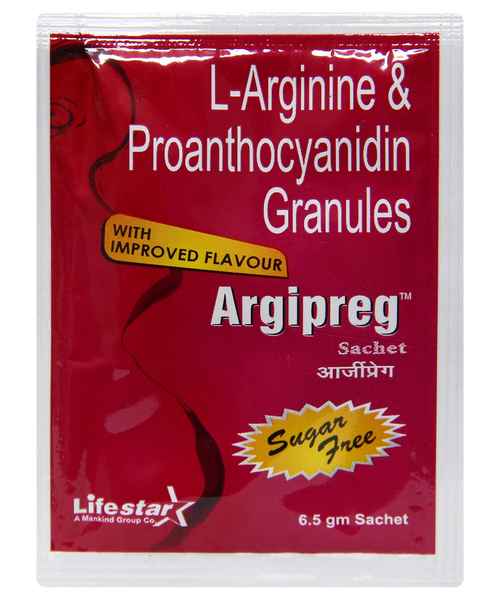 L-Arginine &
Proanthocyanidin
Granules
WITH
IMPROVED FLAVOUR
Argipreg™
Sachet
आर्जीप्रेग
Sugar
Free
Lifestar
A Mankind Group Co.
6.5 gm Sachet